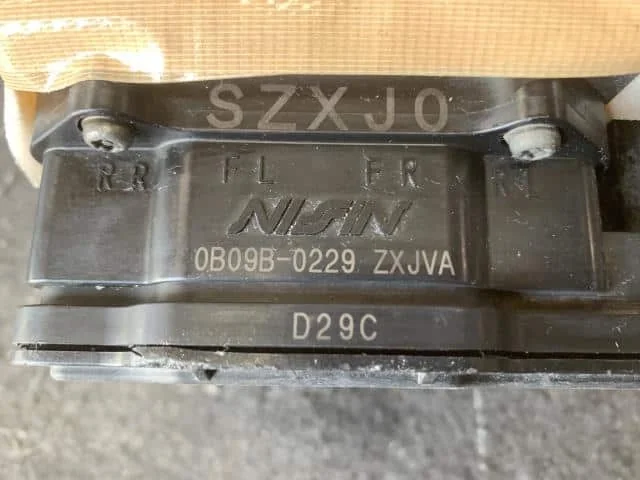 SZXJ0
RR FL FR RL
NISSIN
0B09B-0229 ZXJVA
D29C